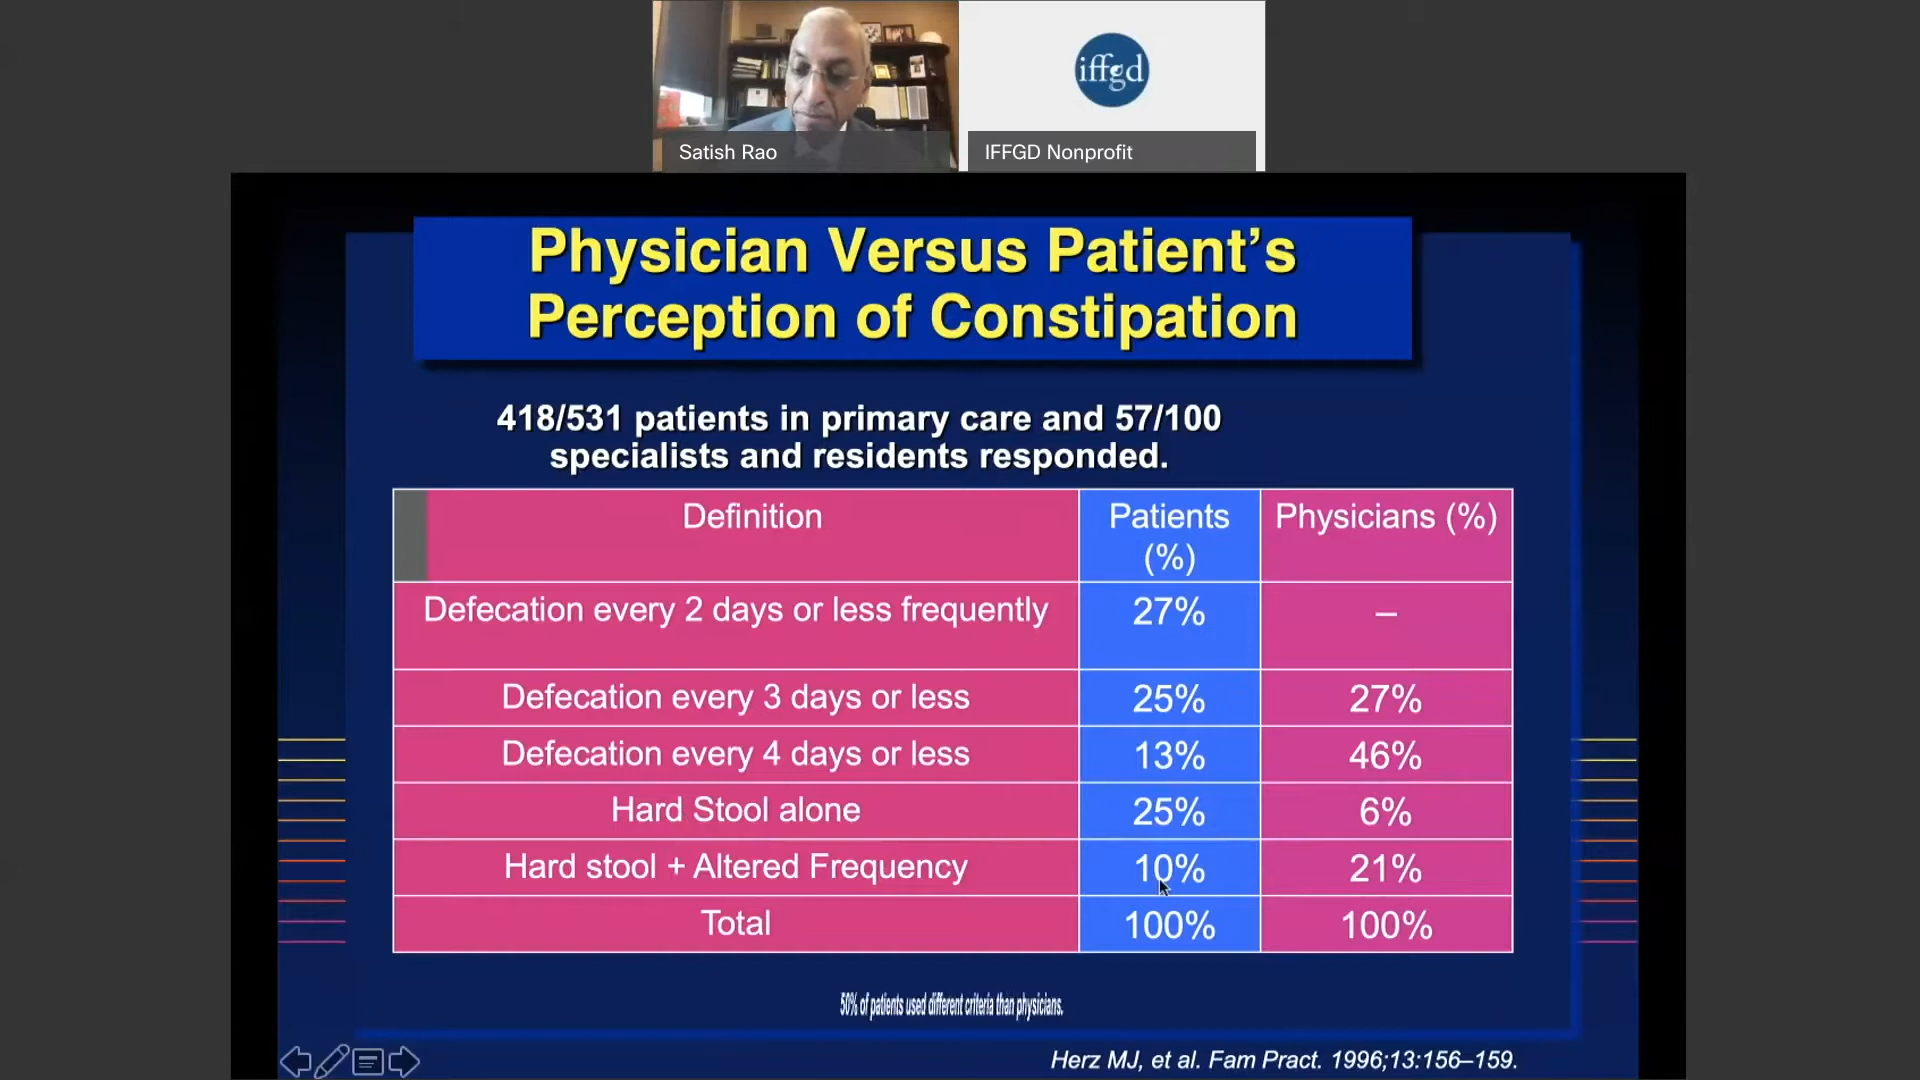 iffgd
Satish Rao
IFFGD Nonprofit
Physician Versus Patient’s
Perception of Constipation
418/531 patients in primary care and 57/100
specialists and residents responded.
Definition
Patients
(%)
Physicians (%)
Defecation every 2 days or less frequently
27%
–
Defecation every 3 days or less
25%
27%
Defecation every 4 days or less
13%
46%
Hard Stool alone
25%
6%
Hard stool + Altered Frequency
10%
21%
Total
100%
100%
50% of patients used different criteria than physicians.
Herz MJ, et al. Fam Pract. 1996;13:156–159.